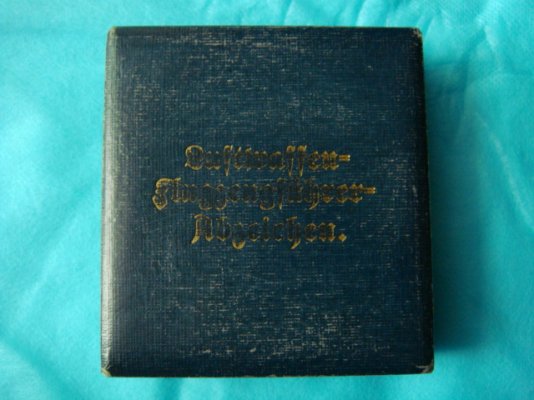 Luftwaffen=
Flugzeugführer=
Abzeichen.